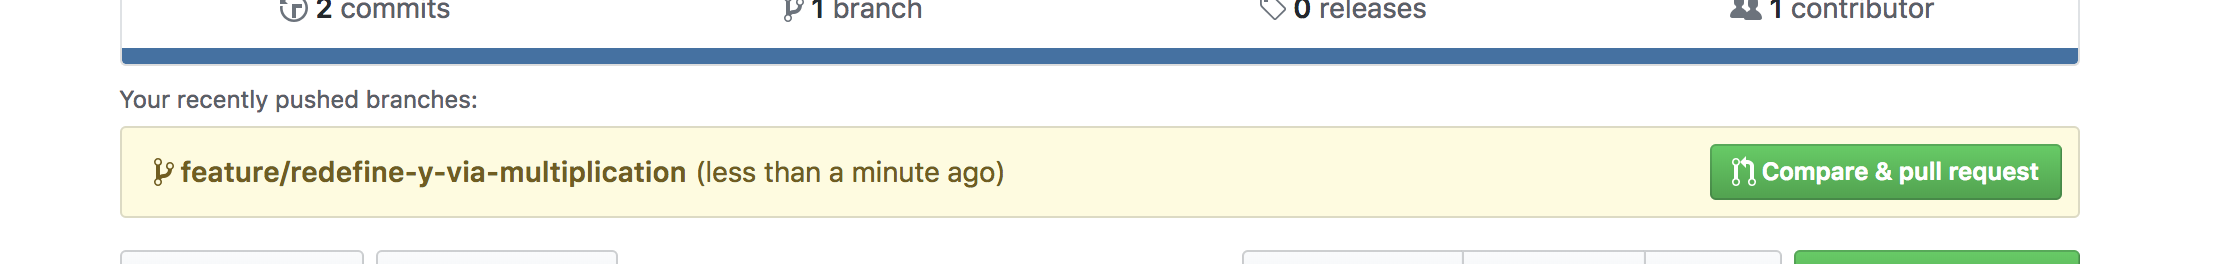 2 commits 1 branch 0 releases 1 contributor
Your recently pushed branches:
feature/redefine-y-via-multiplication (less than a minute ago) Compare & pull request